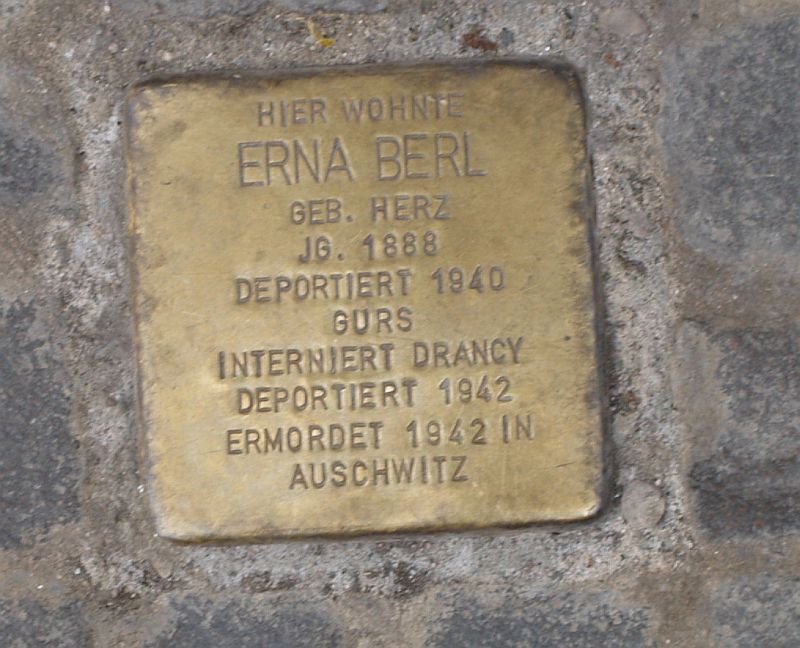 HIER WOHNTE
ERNA BERL
GEB. HERZ
JG. 1888
DEPORTIERT 1940
GURS
INTERNIERT DRANCY
DEPORTIERT 1942
ERMORDET 1942 IN
AUSCHWITZ